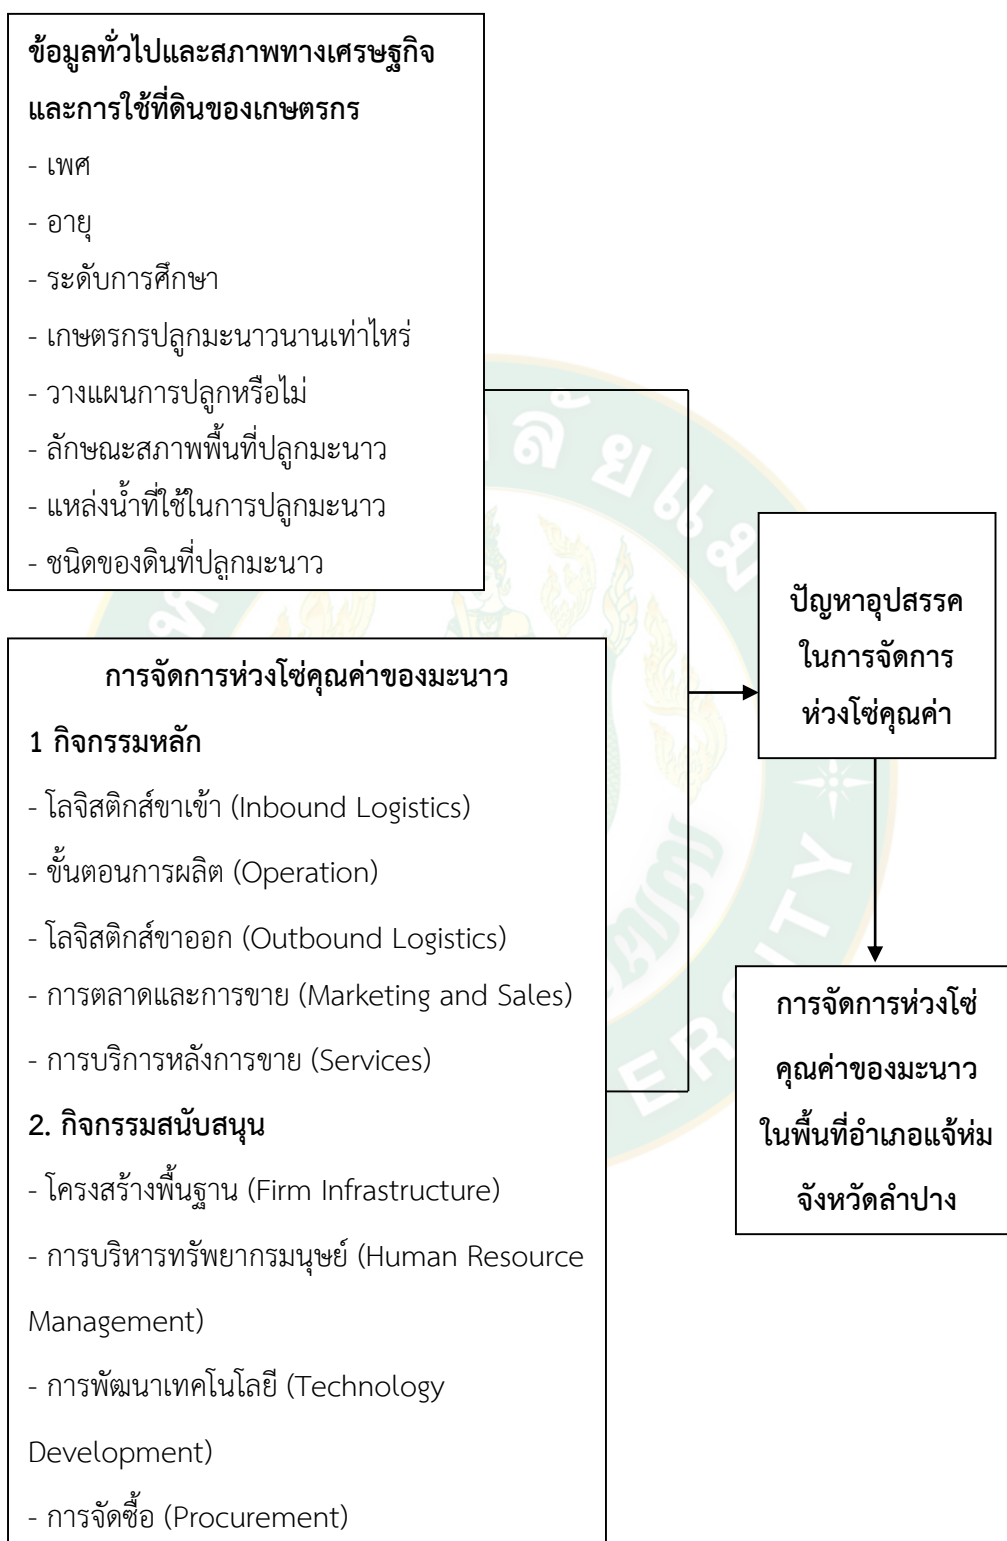 ข้อมูลทั่วไปและสภาพทางเศรษฐกิจ
และการใช้ที่ดินของเกษตรกร
- เพศ
- อายุ
- ระดับการศึกษา
- เกษตรกรปลูกมะนาวนานเท่าไหร่
- วางแผนการปลูกหรือไม่
- ลักษณะสภาพพื้นที่ปลูกมะนาว
- แหล่งน้ำที่ใช้ในการปลูกมะนาว
- ชนิดของดินที่ปลูกมะนาว
การจัดการห่วงโซ่คุณค่าของมะนาว
1 กิจกรรมหลัก
- โลจิสติกส์ขาเข้า (Inbound Logistics)
- ขั้นตอนการผลิต (Operation)
- โลจิสติกส์ขาออก (Outbound Logistics)
- การตลาดและการขาย (Marketing and Sales)
- การบริการหลังการขาย (Services)
2. กิจกรรมสนับสนุน
- โครงสร้างพื้นฐาน (Firm Infrastructure)
- การบริหารทรัพยากรมนุษย์ (Human Resource
Management)
- การพัฒนาเทคโนโลยี (Technology
Development)
- การจัดซื้อ (Procurement)
ปัญหาอุปสรรค
ในการจัดการ
ห่วงโซ่คุณค่า
การจัดการห่วงโซ่
คุณค่าของมะนาว
ในพื้นที่อำเภอแจ้ห่ม
จังหวัดลำปาง